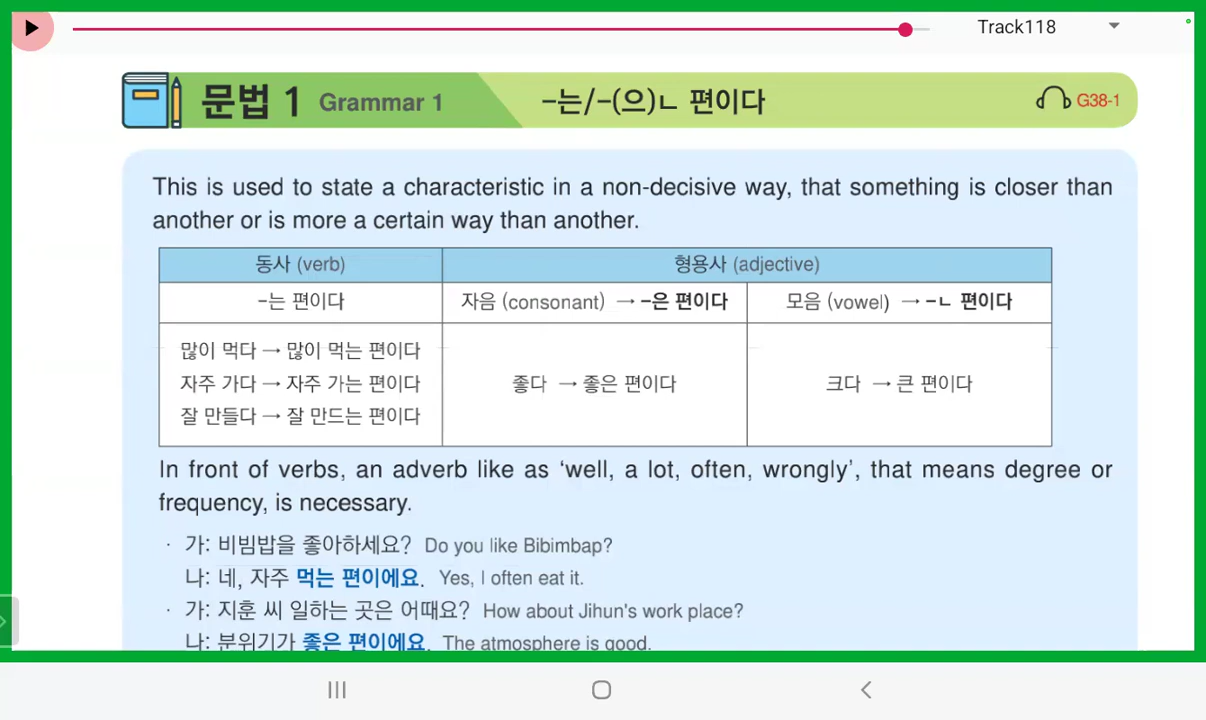 Track118
문법 1 Grammar 1 –는/–(으)ㄴ 편이다 G38-1
This is used to state a characteristic in a non-decisive way, that something is closer than
another or is more a certain way than another.
동사 (verb) 형용사 (adjective)
–는 편이다 자음 (consonant) → –은 편이다 모음 (vowel) → –ㄴ 편이다
많이 먹다 → 많이 먹는 편이다
자주 가다 → 자주 가는 편이다 좋다 → 좋은 편이다 크다 → 큰 편이다
잘 만들다 → 잘 만드는 편이다
In front of verbs, an adverb like as ‘well, a lot, often, wrongly’, that means degree or
frequency, is necessary.
· 가: 비빔밥을 좋아하세요? Do you like Bibimbap?
나: 네, 자주 먹는 편이에요. Yes, I often eat it.
· 가: 지훈 씨 일하는 곳은 어때요? How about Jihun's work place?
나: 분위기가 좋은 편이에요. The atmosphere is good.